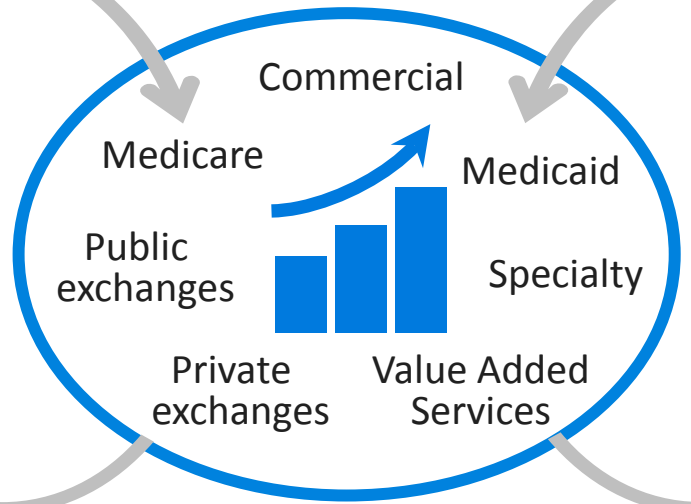 Commercial
Medicare
Medicaid
Public
exchanges
Specialty
Private
exchanges
Value Added
Services